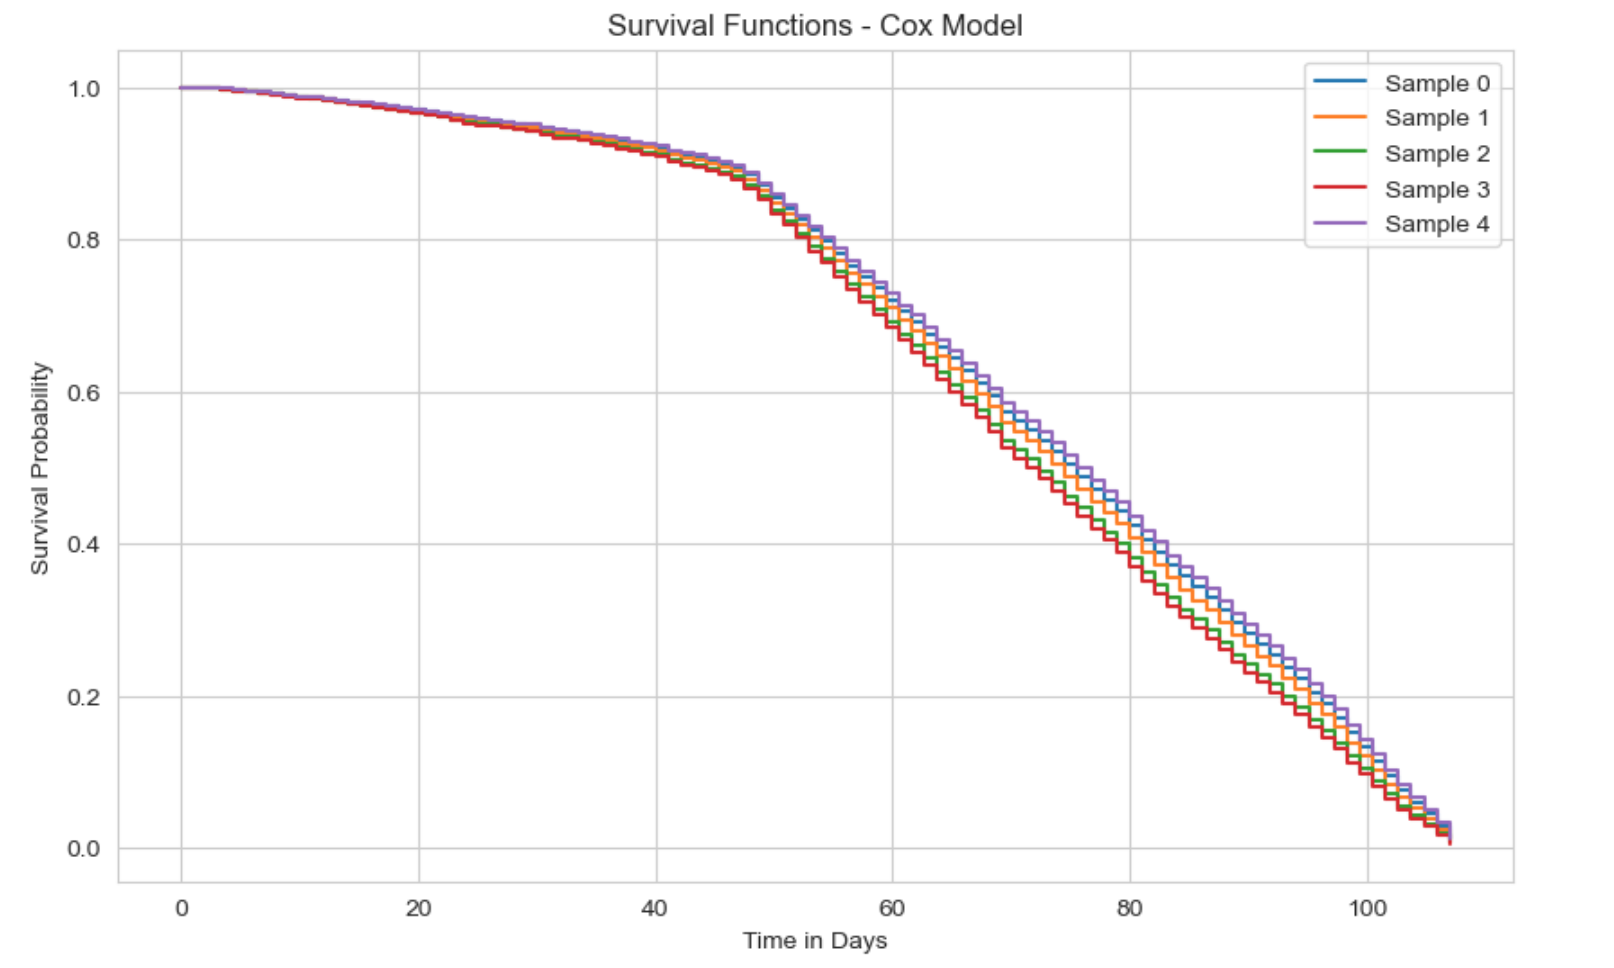 Survival Functions - Cox Model
Sample 0
Sample 1
Sample 2
Sample 3
Sample 4
Survival Probability
1.0
0.8
0.6
0.4
0.2
0.0
0 20 40 60 80 100
Time in Days